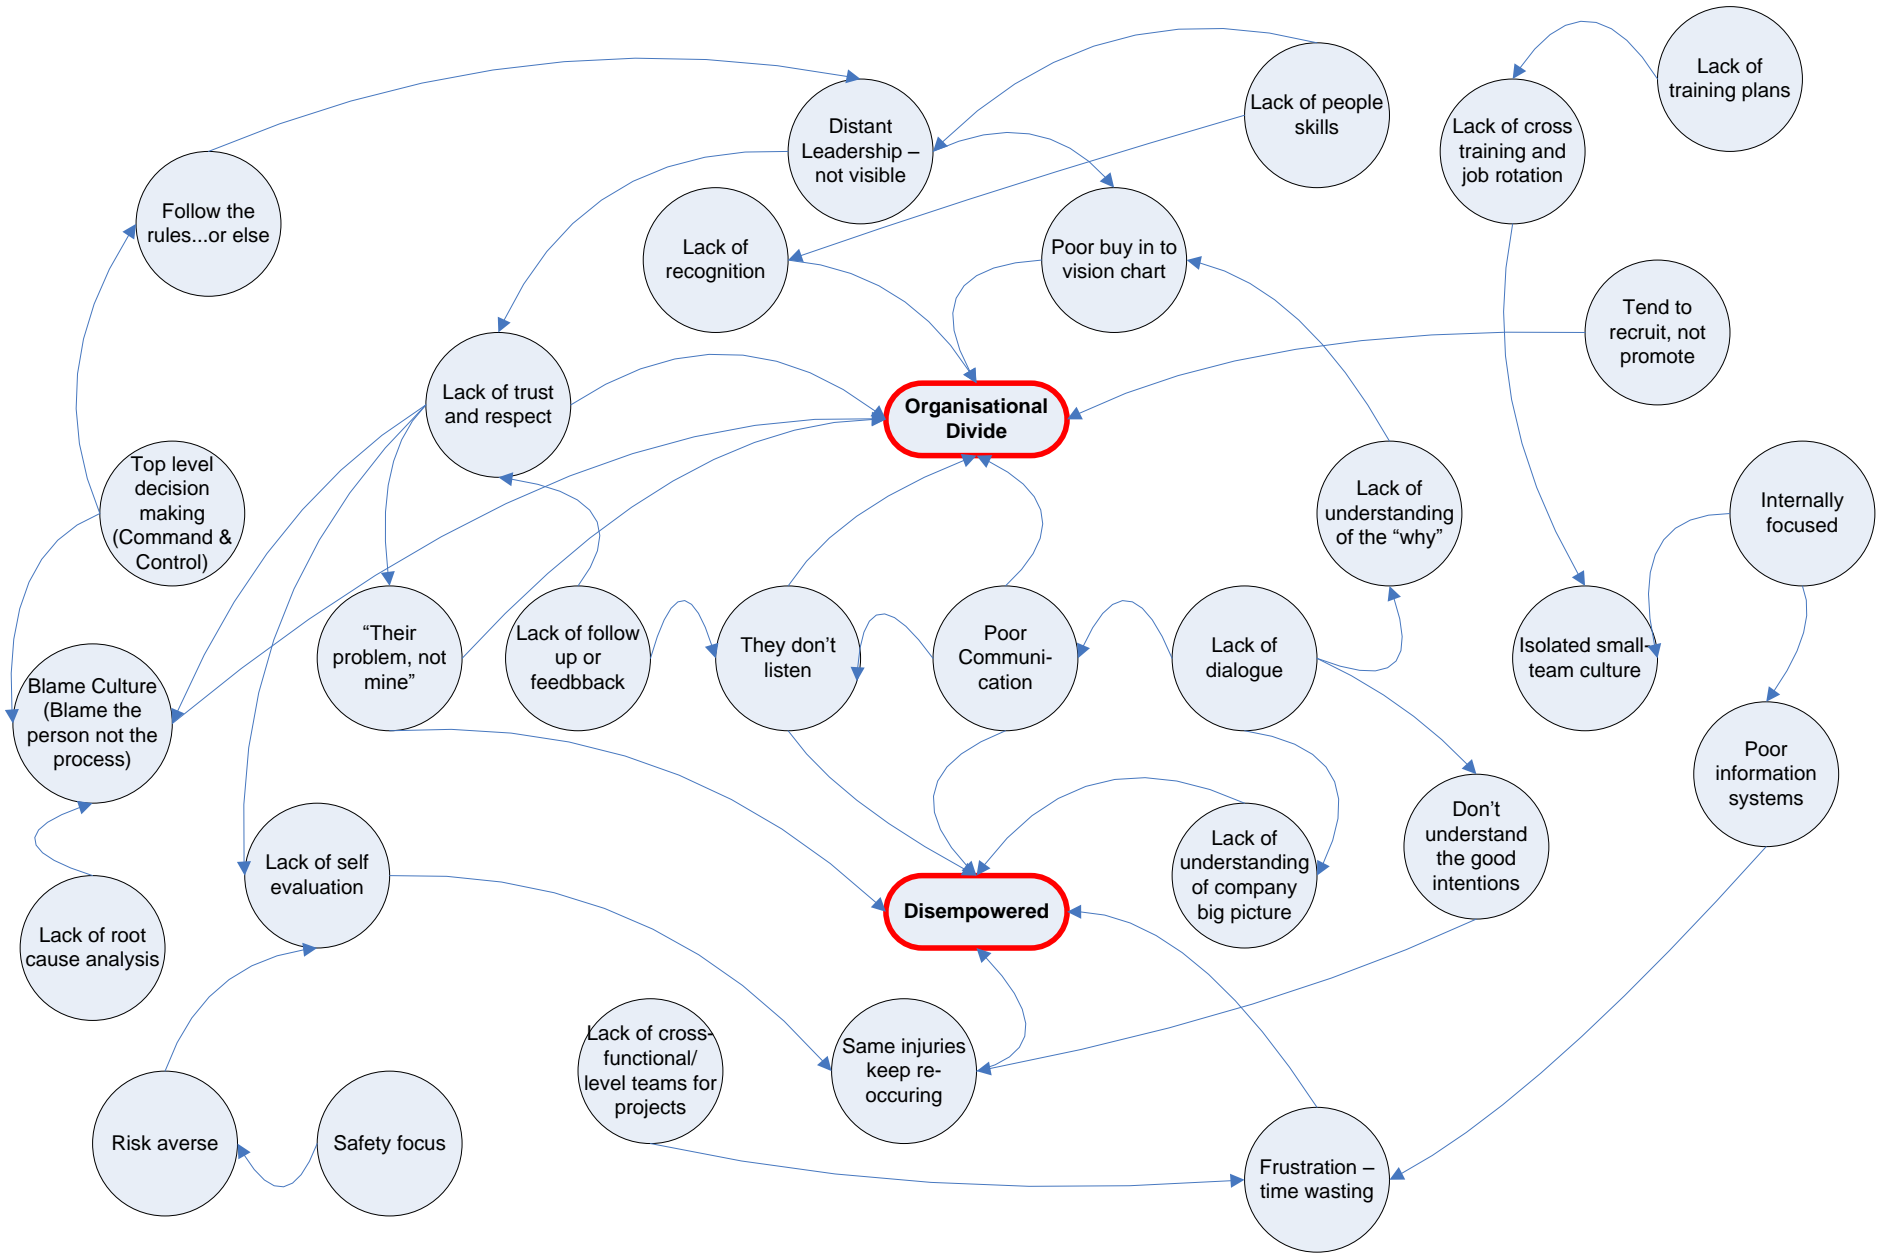 Lack of
training plans
Lack of people
skills
Distant
Leadership –
not visible
Lack of cross
training and
job rotation
Follow the
rules...or else
Lack of
recognition
Poor buy in to
vision chart
Tend to
recruit, not
promote
Lack of trust
and respect
Organisational
Divide
Top level
decision
making
(Command &
Control)
Lack of
understanding
of the “why”
Internally
focused
“Their
problem, not
mine”
Lack of follow
up or
feedbback
They don’t
listen
Poor
Communi-
cation
Lack of
dialogue
Isolated small-
team culture
Blame Culture
(Blame the
person not the
process)
Poor
information
systems
Lack of self
evaluation
Lack of
understanding
of company
big picture
Don’t
understand
the good
intentions
Disempowered
Lack of root
cause analysis
Lack of cross-
functional/
level teams for
projects
Same injuries
keep re-
occuring
Risk averse
Safety focus
Frustration –
time wasting